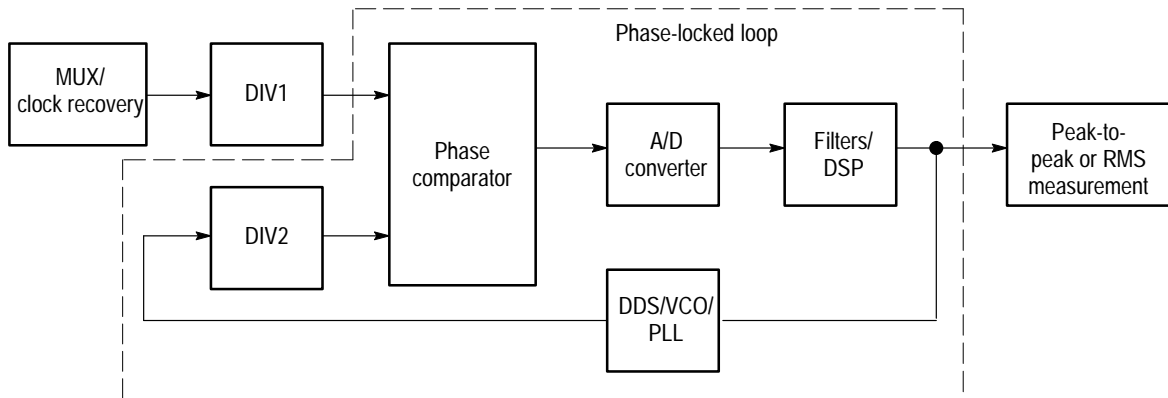 Phase-locked loop
MUX/
clock recovery
DIV1
Phase
comparator
A/D
converter
Filters/
DSP
Peak-to-
peak or RMS
measurement
DIV2
DDS/VCO/
PLL